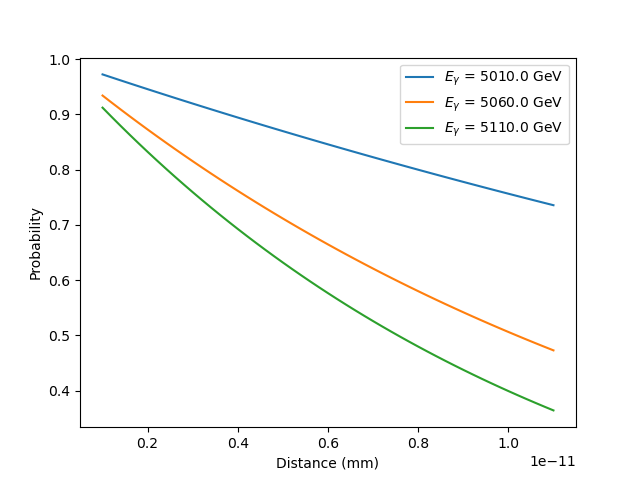 1.0
0.9
0.8
0.7
0.6
0.5
0.4
Probability
E_γ = 5010.0 GeV
E_γ = 5060.0 GeV
E_γ = 5110.0 GeV
0.2 0.4 0.6 0.8 1.0
1e−11
Distance (mm)